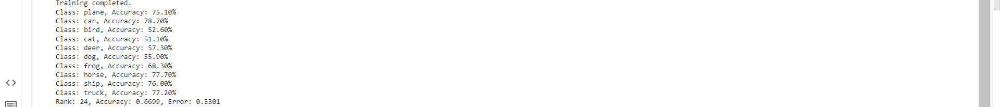 Training completed.
Class: plane, Accuracy: 75.10%
Class: car, Accuracy: 78.70%
Class: bird, Accuracy: 52.60%
Class: cat, Accuracy: 51.10%
Class: deer, Accuracy: 57.30%
Class: dog, Accuracy: 55.90%
Class: frog, Accuracy: 68.30%
Class: horse, Accuracy: 77.70%
Class: ship, Accuracy: 76.00%
Class: truck, Accuracy: 77.20%
Rank: 24, Accuracy: 0.6699, Error: 0.3301